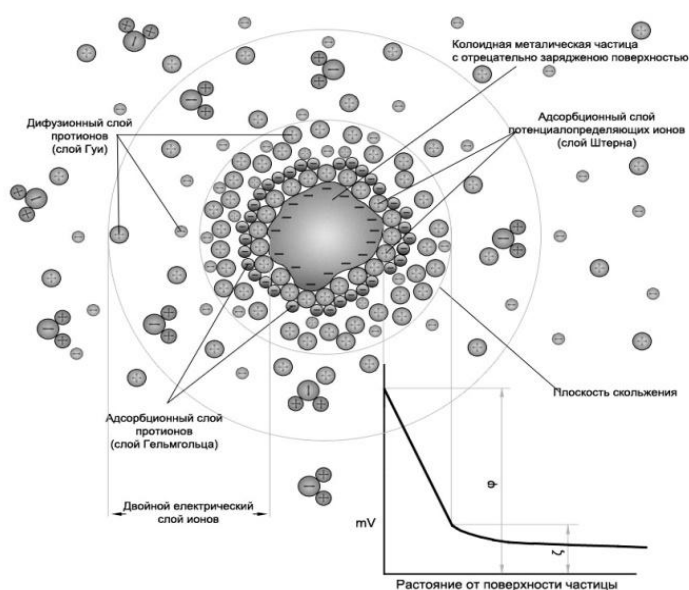 Колоидная металическая частица
с отрецательно зарядженою поверхностью
Дифузионный слой
протионов
(слой Гуи)
Адсорбционный слой
потенциалопределяющих ионов
(слой Штерна)
Плоскость скольжения
Адсорбционный слой
протионов
(слой Гельмгольца)
Двойной електрический
слой ионов
φ
mV
ζ
Растояние от поверхности частицы